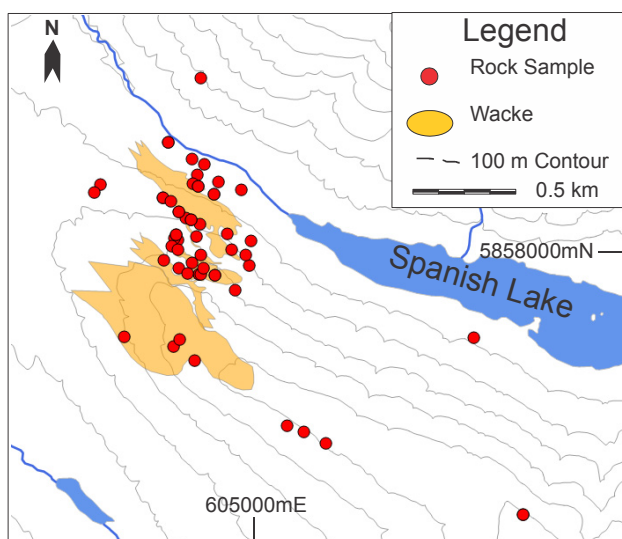 N
Legend
Rock Sample
Wacke
100 m Contour
0.5 km
5858000mN
Spanish Lake
605000mE